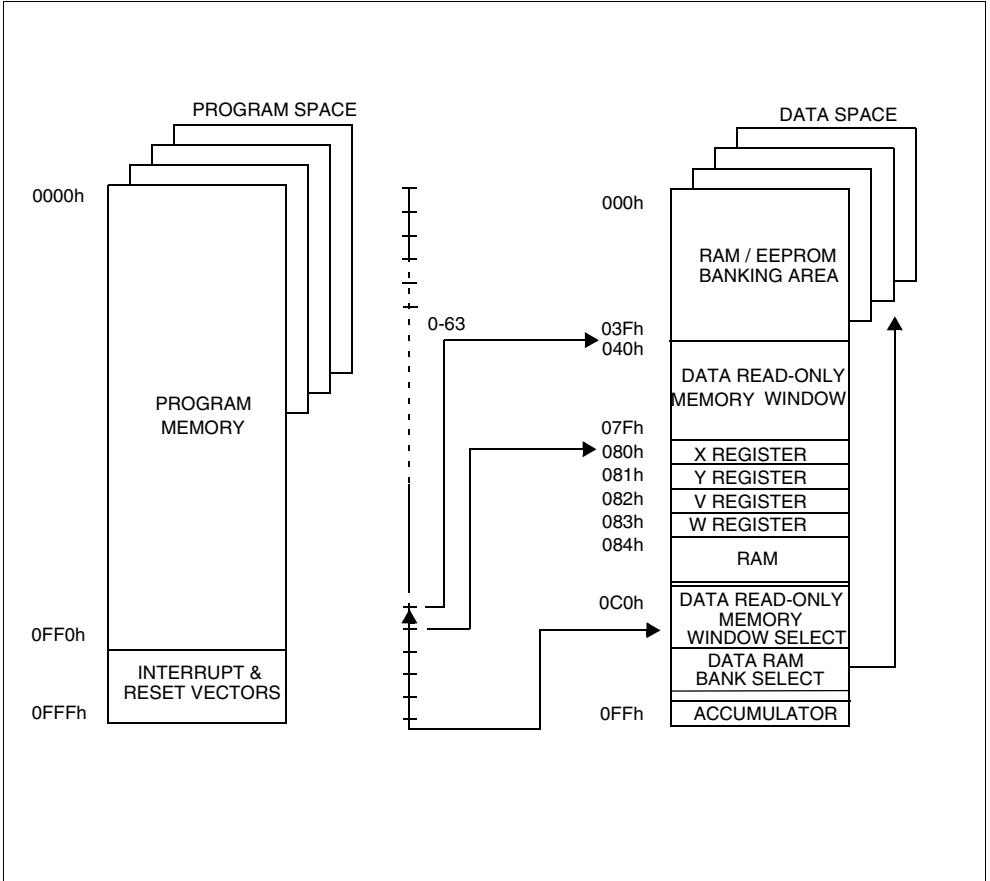 PROGRAM SPACE
0000h
PROGRAM
MEMORY
0FF0h
INTERRUPT &
RESET VECTORS
0FFFh
0-63
DATA SPACE
000h
RAM / EEPROM
BANKING AREA
03Fh
040h
DATA READ-ONLY
MEMORY WINDOW
07Fh
080h
X REGISTER
081h
Y REGISTER
082h
V REGISTER
083h
W REGISTER
084h
RAM
0C0h
DATA READ-ONLY
MEMORY
WINDOW SELECT
DATA RAM
BANK SELECT
0FFh
ACCUMULATOR